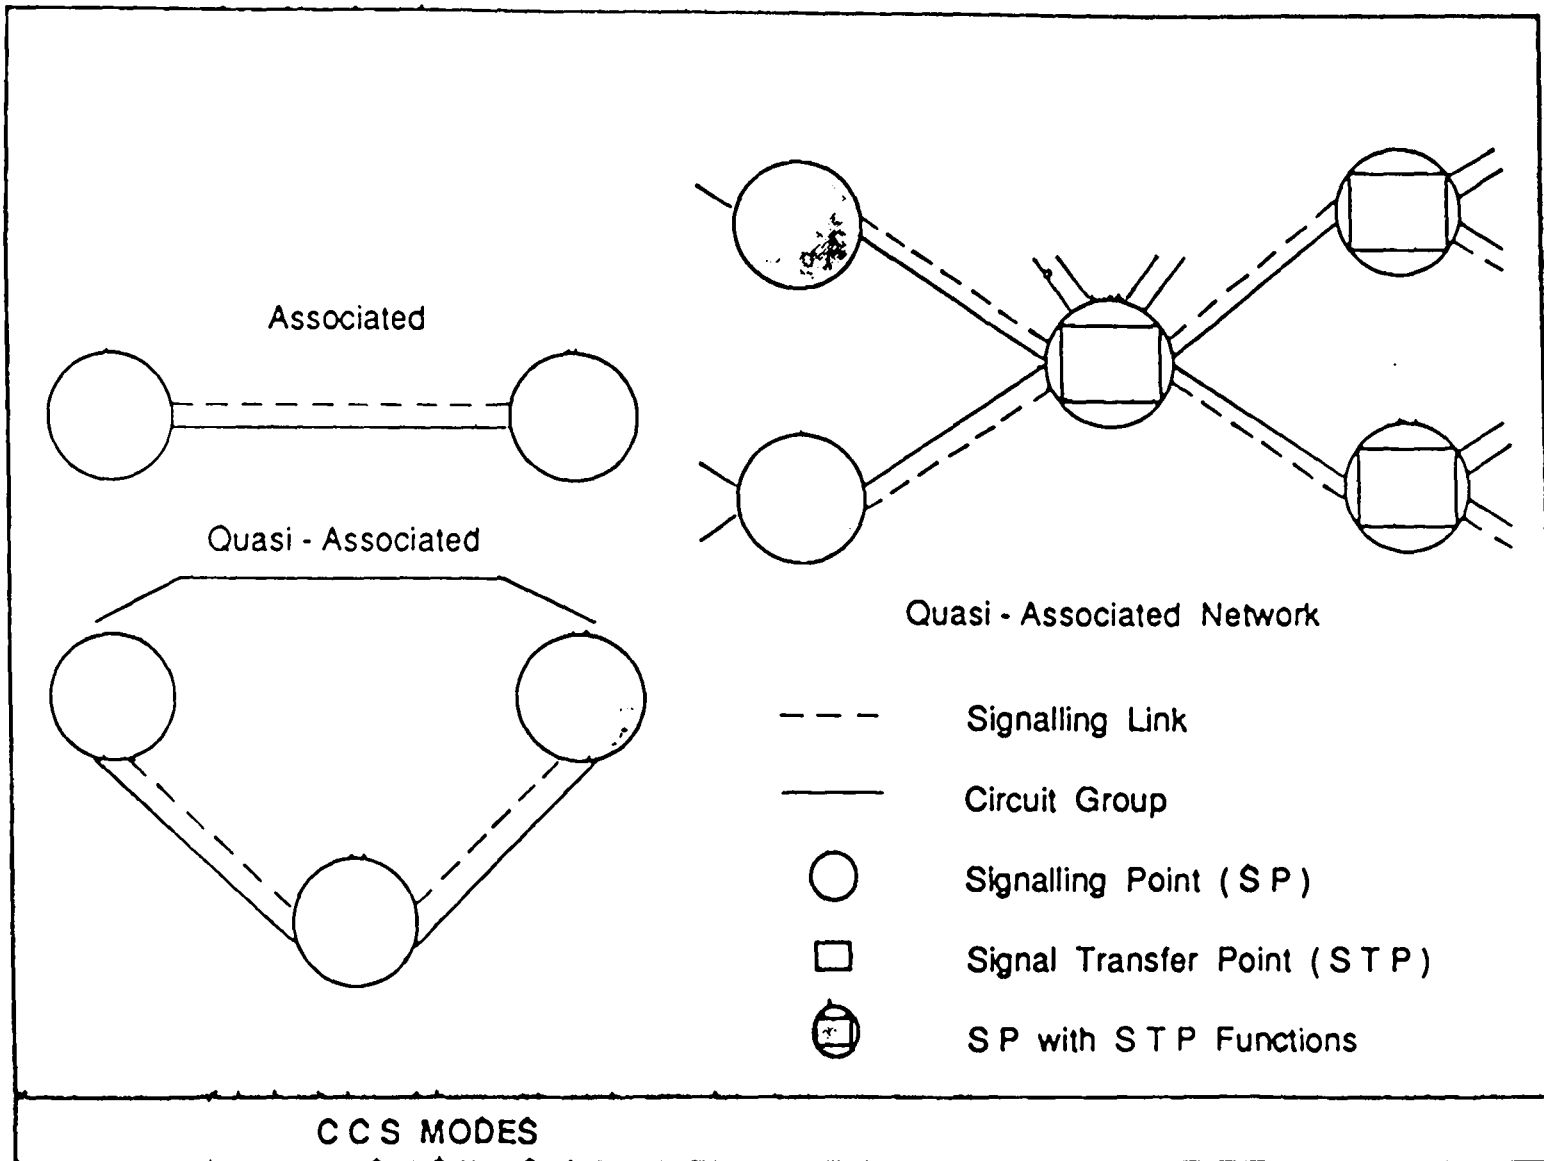 Associated
Quasi - Associated
Quasi - Associated Network
Signalling Link
Circuit Group
Signalling Point ( S P )
Signal Transfer Point ( S T P )
S P with S T P Functions
C C S MODES